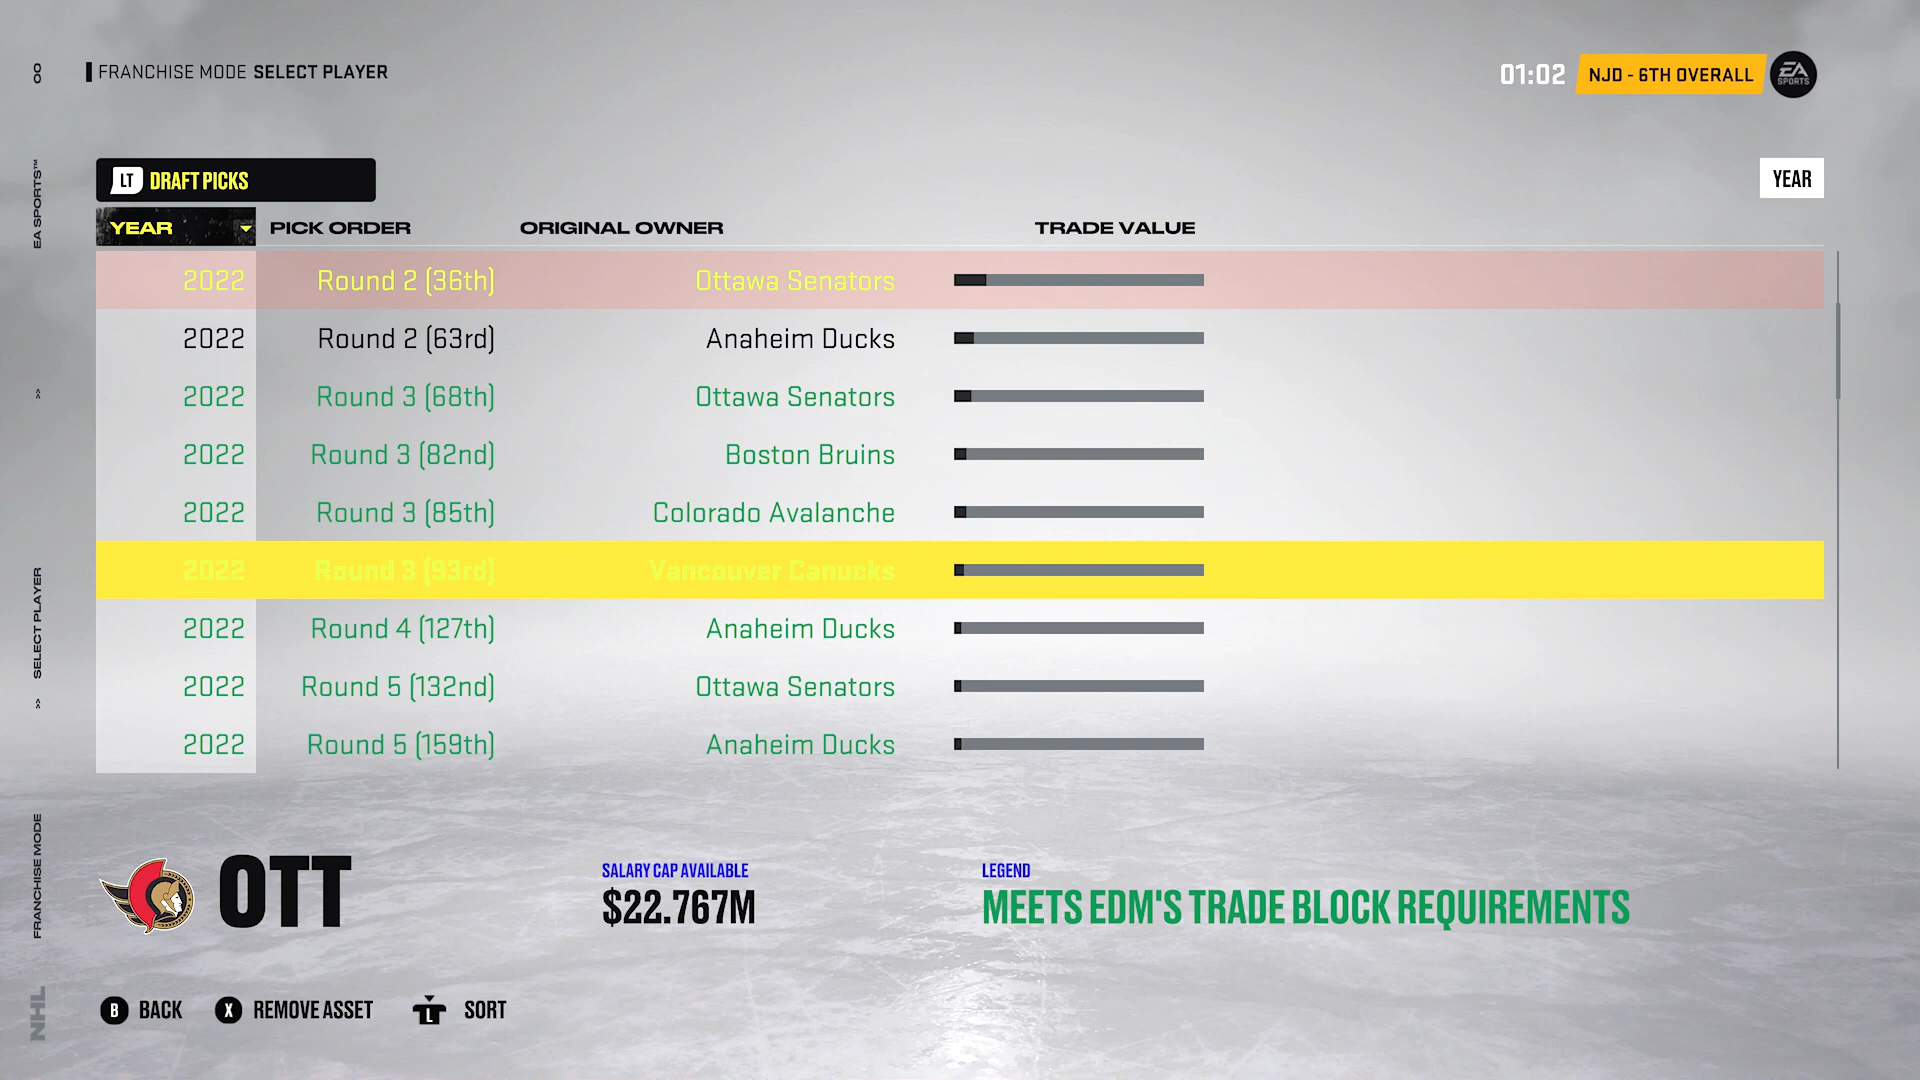 FRANCHISE MODE SELECT PLAYER
01:02 NJD - 6TH OVERALL
EA SPORTS
LT DRAFT PICKS
YEAR
YEAR PICK ORDER ORIGINAL OWNER TRADE VALUE
2022 Round 2 (36th) Ottawa Senators
2022 Round 2 (63rd) Anaheim Ducks
2022 Round 3 (68th) Ottawa Senators
2022 Round 3 (82nd) Boston Bruins
2022 Round 3 (85th) Colorado Avalanche
2022 Round 3 (93rd) Vancouver Canucks
2022 Round 4 (127th) Anaheim Ducks
2022 Round 5 (132nd) Ottawa Senators
2022 Round 5 (159th) Anaheim Ducks
OTT
SALARY CAP AVAILABLE
$22.767M
LEGEND
MEETS EDM'S TRADE BLOCK REQUIREMENTS
B BACK X REMOVE ASSET L SORT
NHL FRANCHISE MODE >> SELECT PLAYER >> EA SPORTS™ OO